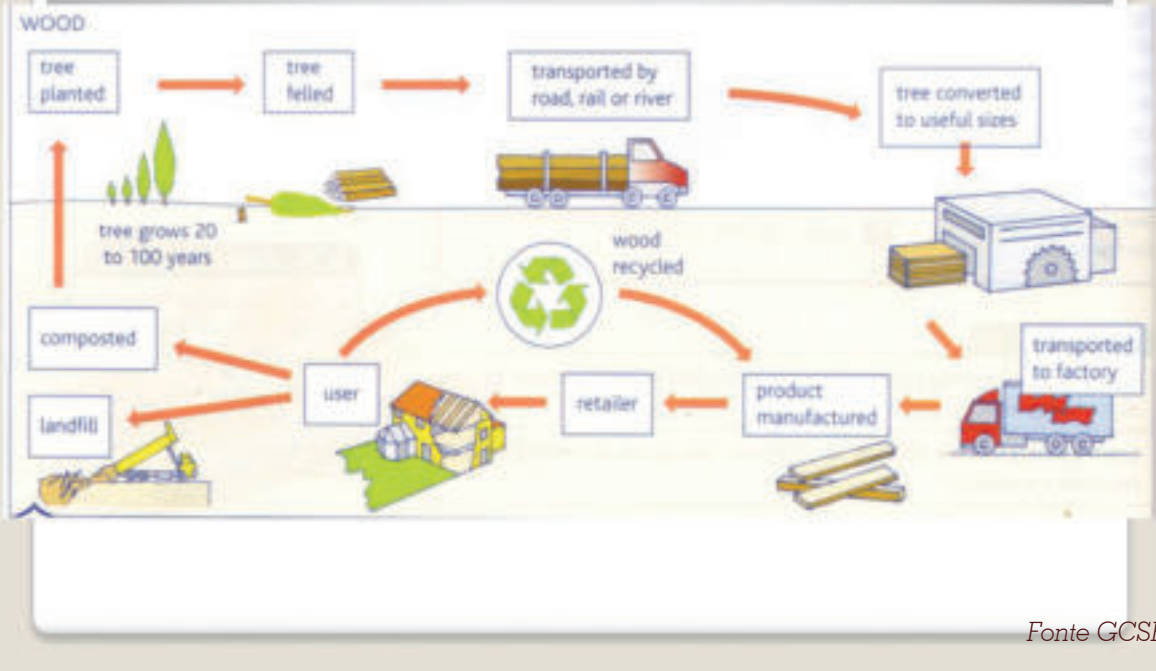 WOOD
tree
planted
tree
felled
transported by
road, rail or river
tree converted
to useful sizes
tree grows 20
to 100 years
wood
recycled
composted
landfill
user
retailer
product
manufactured
transported
to factory
Fonte GCSE